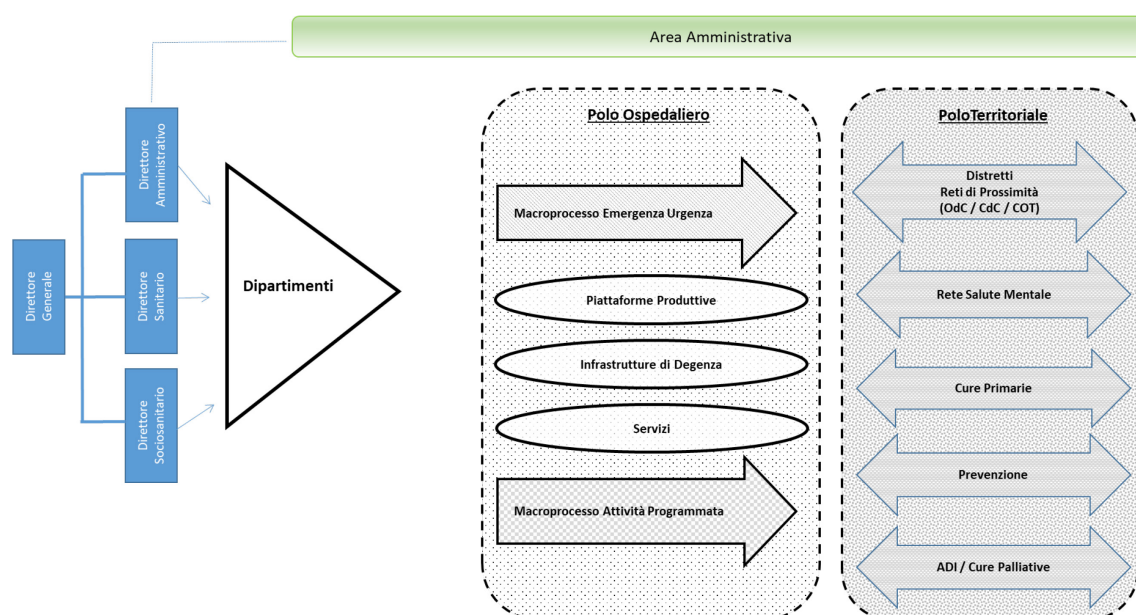 Area Amministrativa
Direttore
Generale
Direttore
Amministrativo
Direttore
Sanitario
Direttore
Sociosanitario
Dipartimenti
Polo Ospedaliero
Macroprocesso Emergenza Urgenza
Piattaforme Produttive
Infrastrutture di Degenza
Servizi
Macroprocesso Attività Programmata
PoloTerritoriale
Distretti
Reti di Prossimità
(OdC / CdC / COT)
Rete Salute Mentale
Cure Primarie
Prevenzione
ADI / Cure Palliative